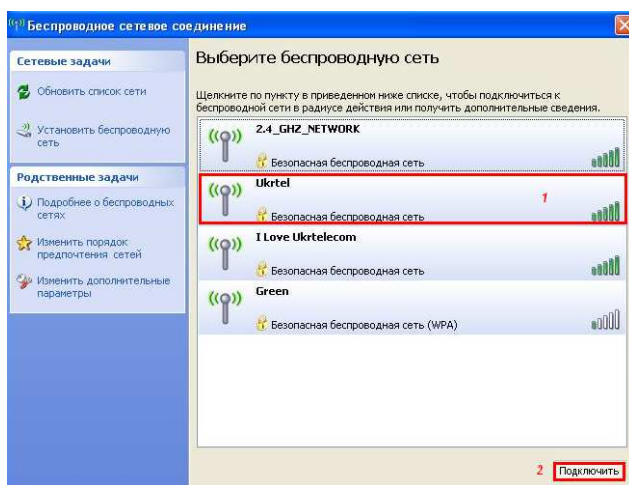 Беспроводное сетевое соединение
Сетевые задачи
Обновить список сети
Установить беспроводную
сеть
Родственные задачи
Подробнее о беспроводных
сетях
Изменить порядок
предпочтения сетей
Изменить дополнительные
параметры
Выберите беспроводную сеть
Щелкните по пункту в приведенном ниже списке, чтобы подключиться к
беспроводной сети в радиусе действия или получить дополнительные сведения.
2.4_GHZ_NETWORK
Безопасная беспроводная сеть
Ukrtel
1
Безопасная беспроводная сеть
I Love Ukrtelecom
Безопасная беспроводная сеть
Green
Безопасная беспроводная сеть (WPA)
2 Подключить